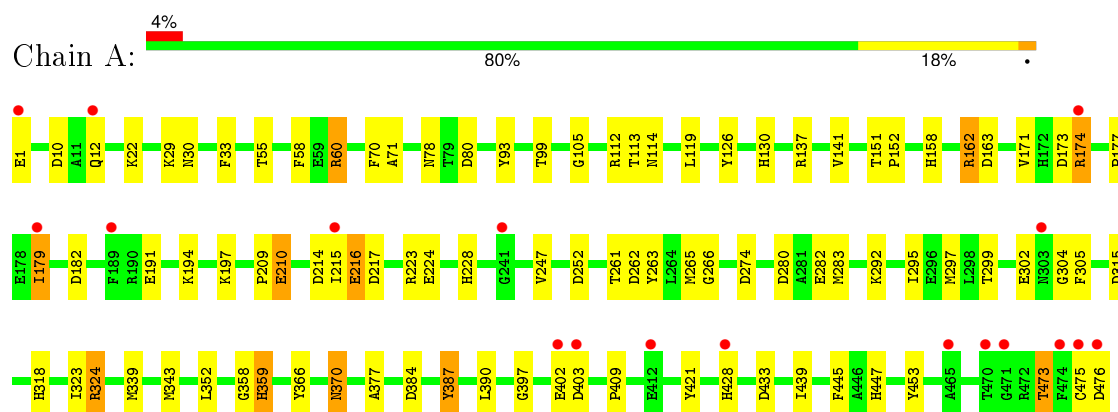 4%
Chain A:
80% 18% •
E1 D10 A11 Q12 K22 K29 N30 F33 T55 F58 E59 R60 F70 A71 N78 T79 D80 Y93 T99 G105 R112 T113 N114 L119 Y126 H130 R137 V141 T151 P152 H158 R162 D163 V171 H172 D173 R174
E178 I179 D182 F189 R190 E191 K194 K197 P209 E210 D214 I215 E216 D217 R223 E224 H228 G241 V247 D252 T261 D262 Y263 L264 M265 G266 D274 D280 A281 E282 M283 K292 I295 E296 M297 L298 T299 E302 N303 G304 F305
H318 I323 R324 M339 M343 L352 G358 H359 Y366 N370 A377 D384 Y387 L390 G397 E402 D403 P409 E412 Y421 H428 D433 I439 F445 A446 H447 Y453 A465 T470 G471 R472 T473 F474 C475 D476